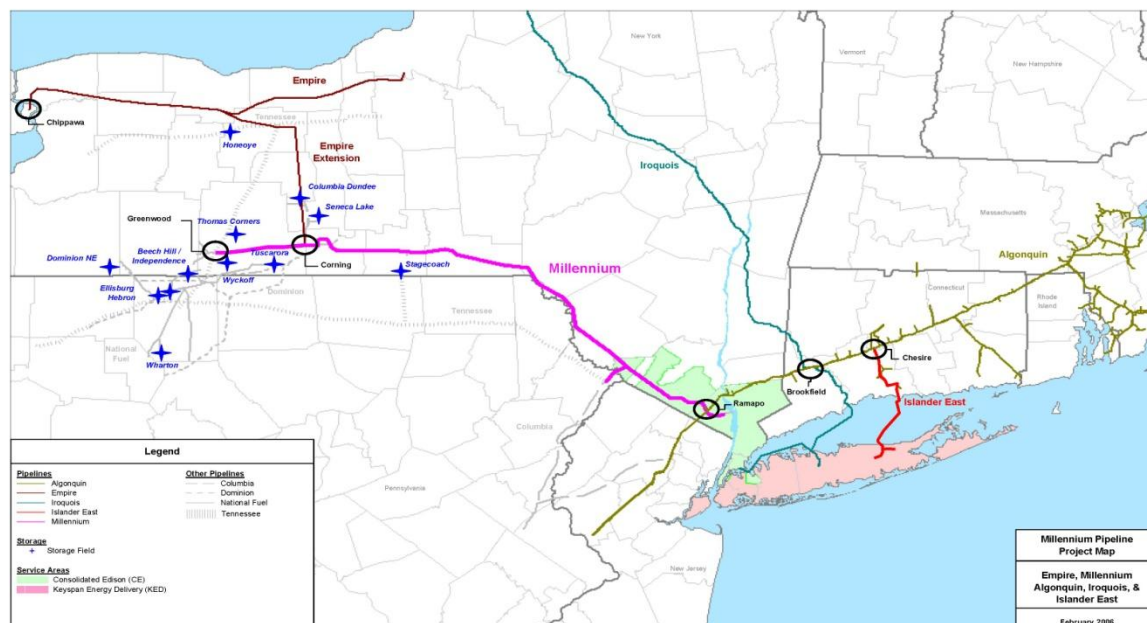 New York
Vermont
New Hampshire
Empire
Chippawa
Tennessee
Honeoye
Empire
Extension
Iroquois
Columbia Dundee
Seneca Lake
Massachusetts
Greenwood
Thomas Corners
Algonquin
Dominion NE
Beech Hill /
Independence
Tuscarora
Corning
Stagecoach
Millennium
Wyckoff
Connecticut
Rhode
Island
Ellisburg
Hebron
Dominion
Tennessee
National
Fuel
Wharton
Chesire
Brookfield
Ramapo
Islander East
Columbia
Pennsylvania
New Jersey
Legend
Pipelines
Algonquin
Empire
Iroquois
Islander East
Millennium
Other Pipelines
Columbia
Dominion
National Fuel
Tennessee
Storage
Storage Field
Service Areas
Consolidated Edison (CE)
Keyspan Energy Delivery (KED)
Millennium Pipeline
Project Map
Empire, Millennium
Algonquin, Iroquois, &
Islander East
February 2006